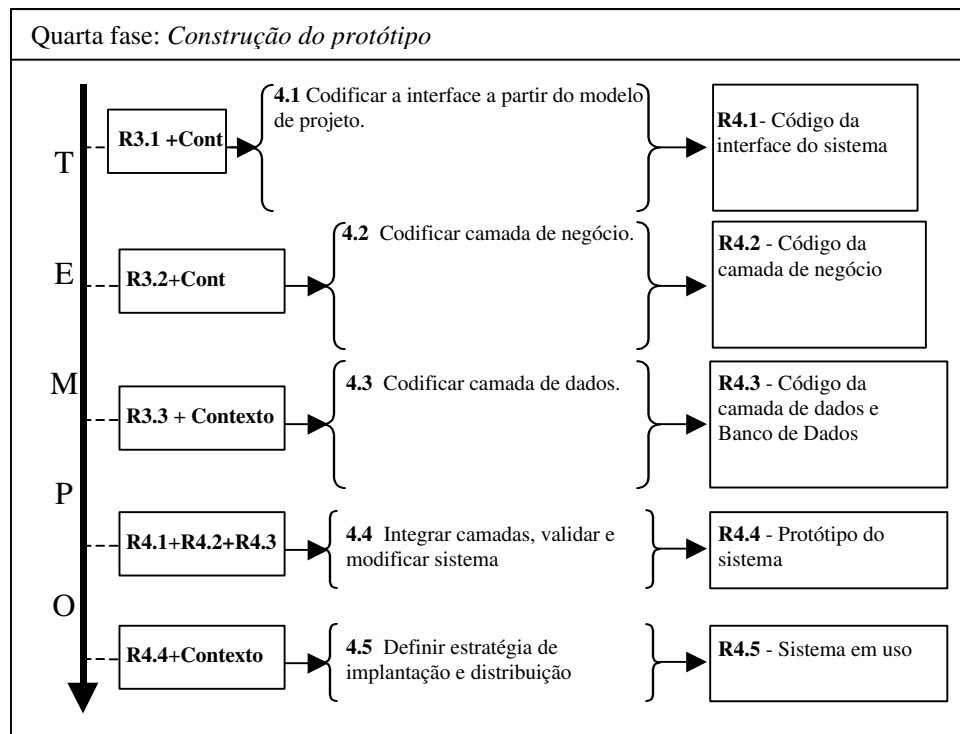 Quarta fase: Construção do protótipo
4.1 Codificar a interface a partir do modelo
de projeto.
R3.1 +Cont
R4.1- Código da
interface do sistema
T
4.2 Codificar camada de negócio.
R3.2+Cont
R4.2 - Código da
camada de negócio
E
4.3 Codificar camada de dados.
R3.3 + Contexto
R4.3 - Código da
camada de dados e
Banco de Dados
M
P
R4.1+R4.2+R4.3
4.4 Integrar camadas, validar e
modificar sistema
R4.4 - Protótipo do
sistema
O
R4.4+Contexto
4.5 Definir estratégia de
implantação e distribuição
R4.5 - Sistema em uso